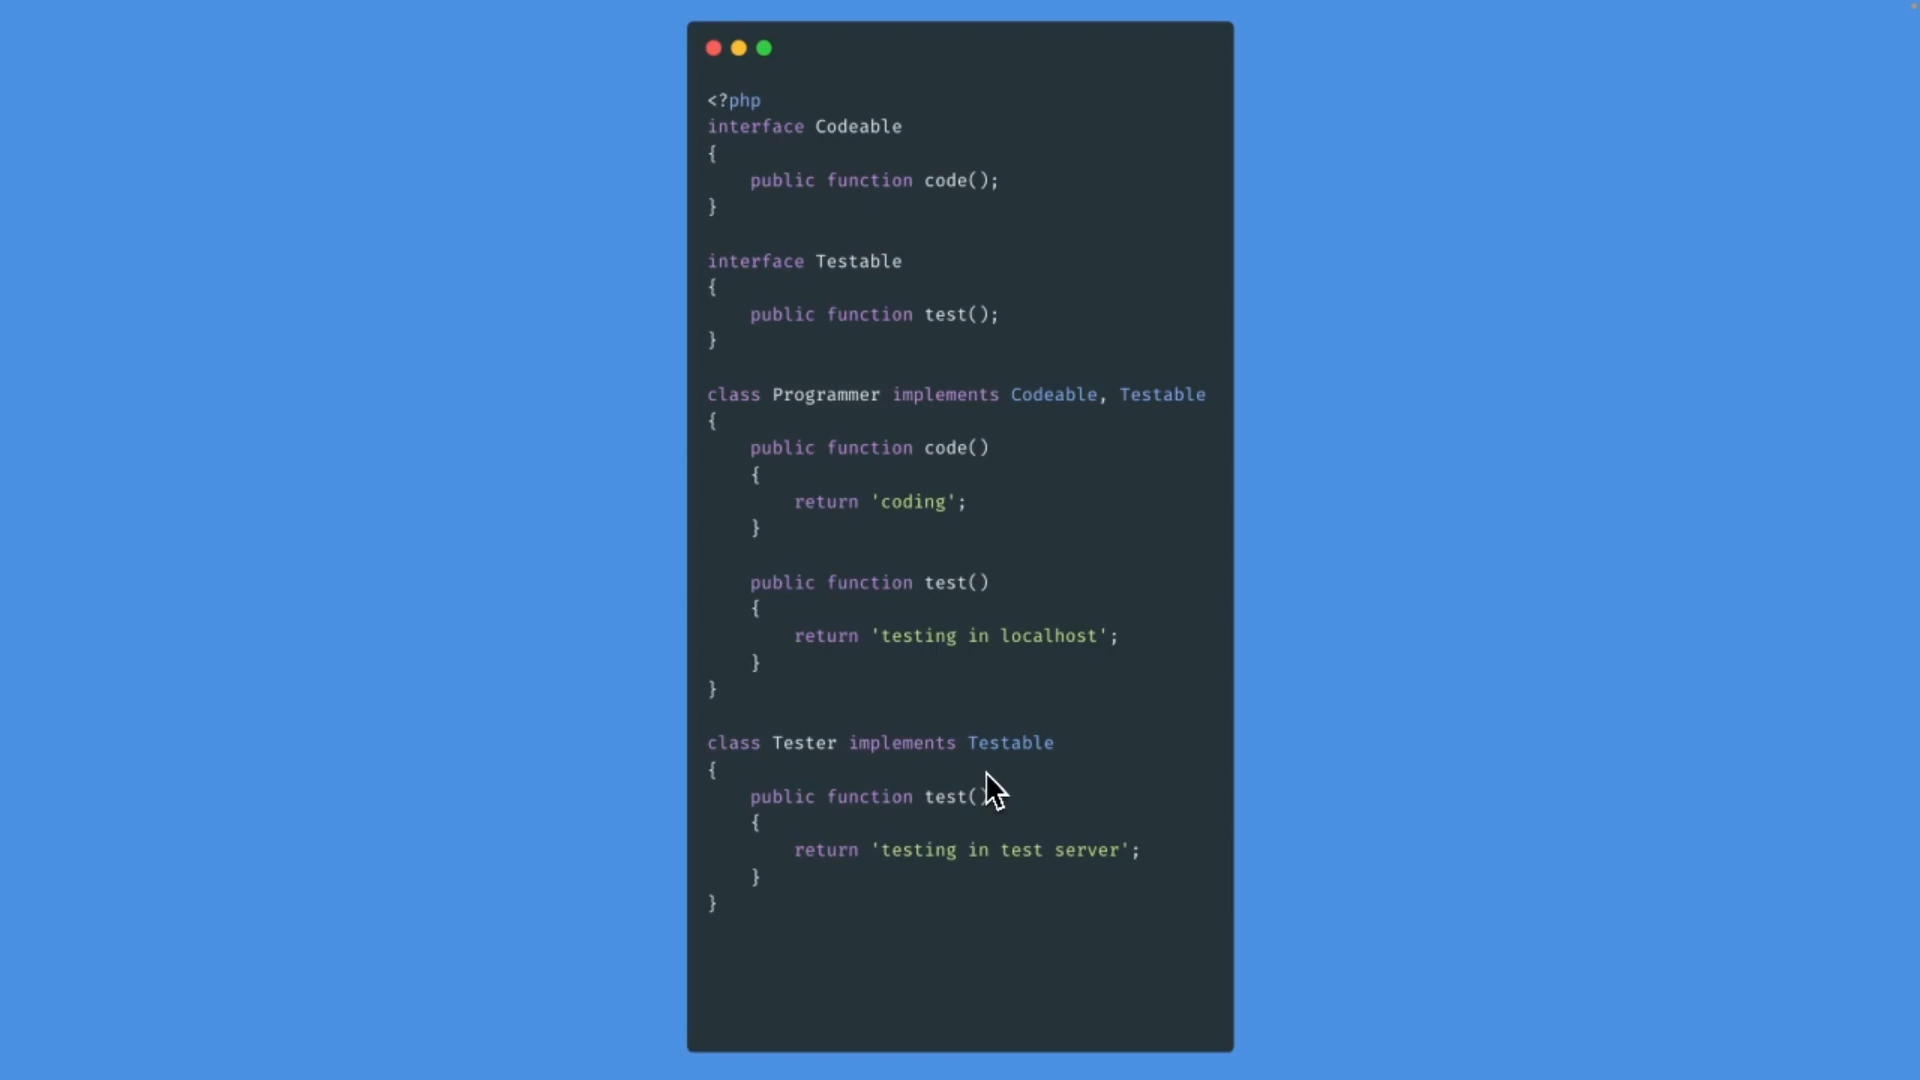 <?php
interface Codeable
{
    public function code();
}

interface Testable
{
    public function test();
}

class Programmer implements Codeable, Testable
{
    public function code()
    {
        return 'coding';
    }

    public function test()
    {
        return 'testing in localhost';
    }
}

class Tester implements Testable
{
    public function test()
    {
        return 'testing in test server';
    }
}